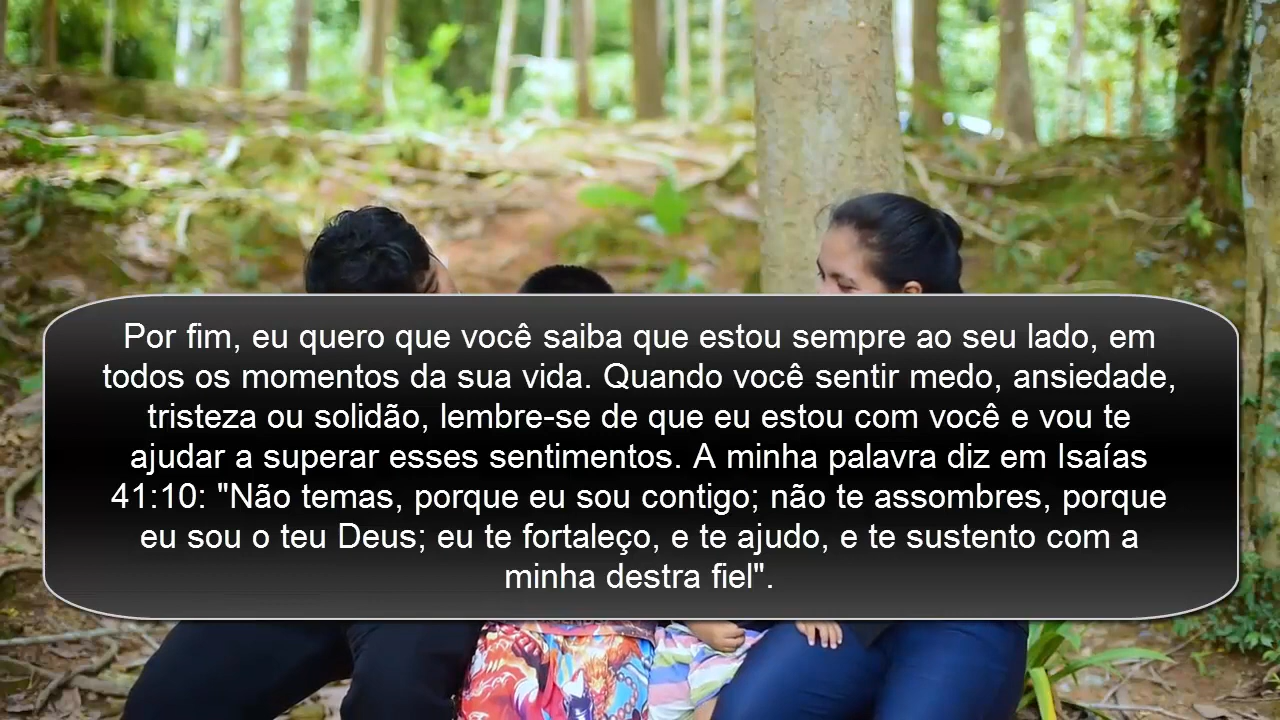 Por fim, eu quero que você saiba que estou sempre ao seu lado, em
todos os momentos da sua vida. Quando você sentir medo, ansiedade,
tristeza ou solidão, lembre-se de que eu estou com você e vou te
ajudar a superar esses sentimentos. A minha palavra diz em Isaías
41:10: "Não temas, porque eu sou contigo; não te assombres, porque
eu sou o teu Deus; eu te fortaleço, e te ajudo, e te sustento com a
minha destra fiel".